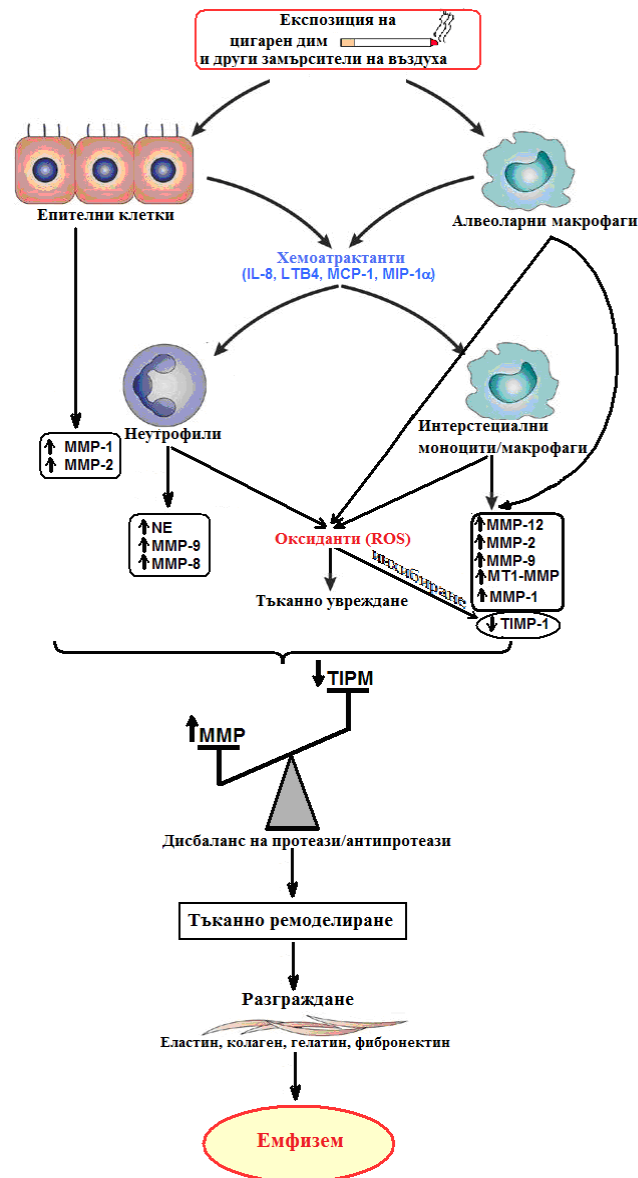 Експозиция на
цигарен дим
и други замърсители на въздуха
Епителни клетки
Алвеоларни макрофаги
Хемоатрактанти
(IL-8, LTB4, MCP-1, MIP-1α)
Неутрофили
Интерстециални
моноцити/макрофаги
↑ MMP-1
↑ MMP-2
↑ NE
↑ MMP-9
↑ MMP-8
Оксиданти (ROS)
инхибиране
Тъканно увреждане
↑ MMP-12
↑ MMP-2
↑ MMP-9
↑ MT1-MMP
↑ MMP-1
↓ TIMP-1
↓ TIPM
↑ MMP
Дисбаланс на протеази/антипротеази
Тъканно ремоделиране
Разграждане
Еластин, колаген, гелатин, фибронектин
Емфизем